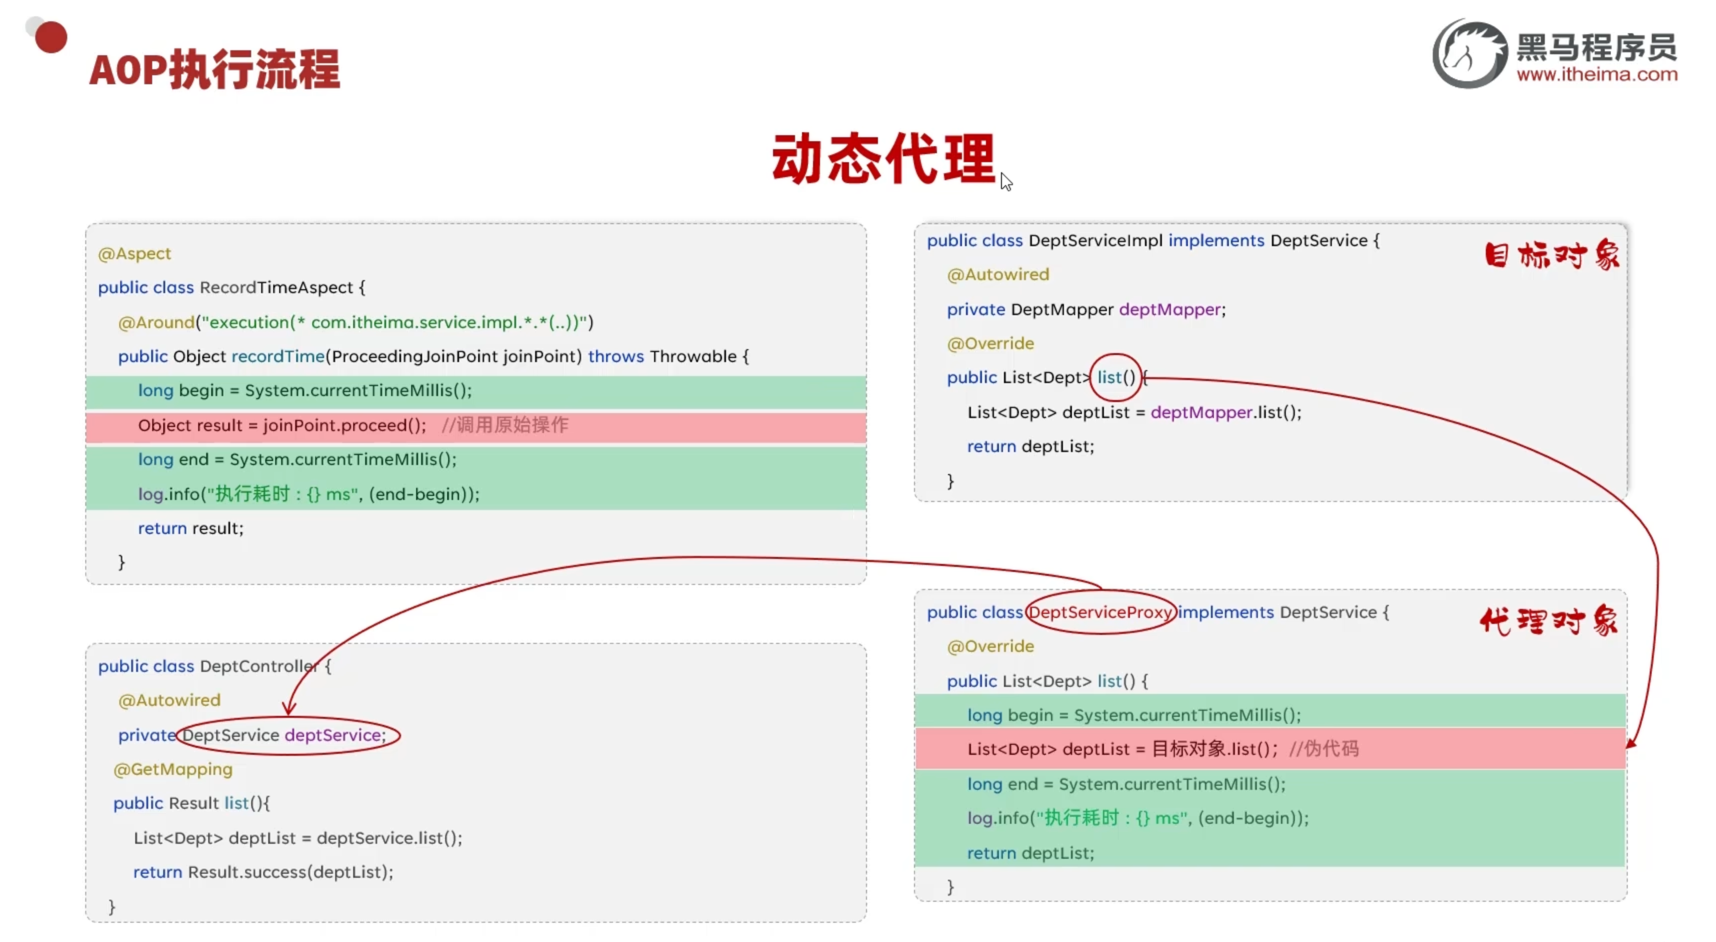 AOP执行流程
黑马程序员
www.itheima.com
动态代理
@Aspect
public class RecordTimeAspect {
@Around("execution(* com.itheima.service.impl.*.*(..))")
public Object recordTime(ProceedingJoinPoint joinPoint) throws Throwable {
long begin = System.currentTimeMillis();
Object result = joinPoint.proceed(); //调用原始操作
long end = System.currentTimeMillis();
log.info("执行耗时 : {} ms", (end-begin));
return result;
}
public class DeptServiceImpl implements DeptService {
目标对象
@Autowired
private DeptMapper deptMapper;
@Override
public List<Dept> list() {
List<Dept> deptList = deptMapper.list();
return deptList;
}
public class DeptController {
@Autowired
private DeptService deptService;
@GetMapping
public Result list(){
List<Dept> deptList = deptService.list();
return Result.success(deptList);
}
public class DeptServiceProxy implements DeptService {
代理对象
@Override
public List<Dept> list() {
long begin = System.currentTimeMillis();
List<Dept> deptList = 目标对象.list(); //伪代码
long end = System.currentTimeMillis();
log.info("执行耗时 : {} ms", (end-begin));
return deptList;
}